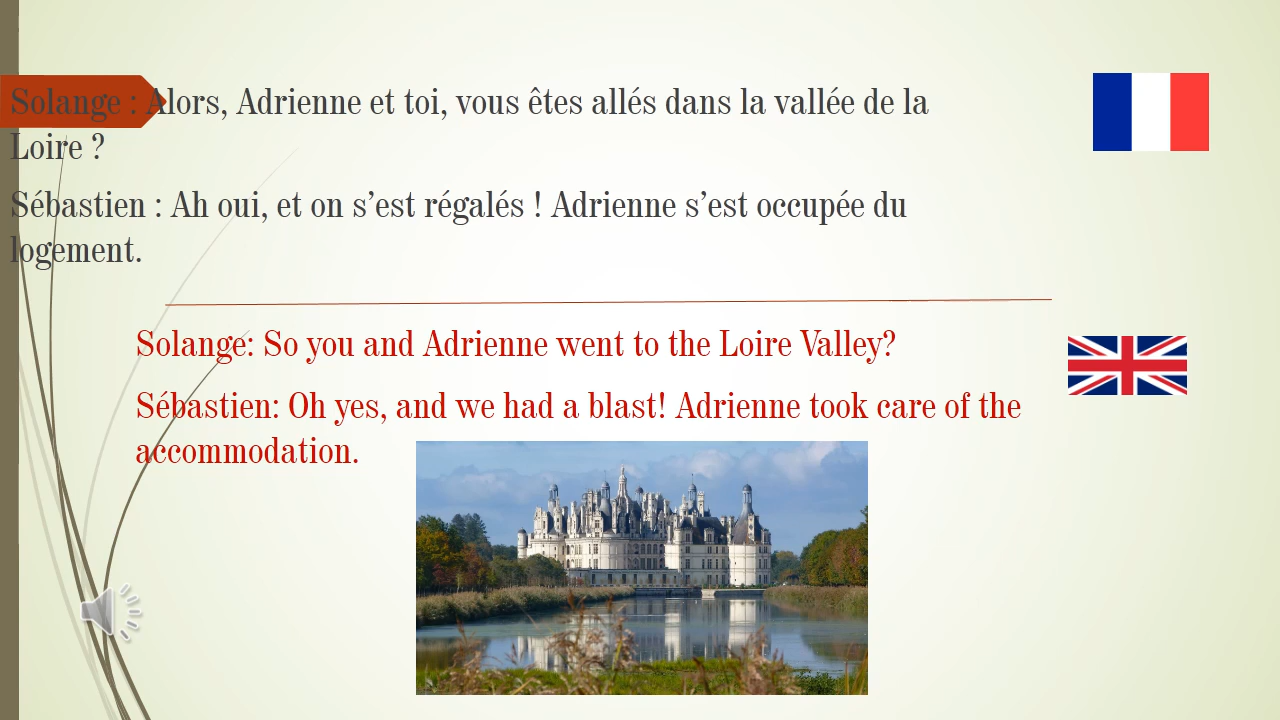 Solange : Alors, Adrienne et toi, vous êtes allés dans la vallée de la
Loire ?
Sébastien : Ah oui, et on s’est régalés ! Adrienne s’est occupée du
logement.
Solange: So you and Adrienne went to the Loire Valley?
Sébastien: Oh yes, and we had a blast! Adrienne took care of the
accommodation.